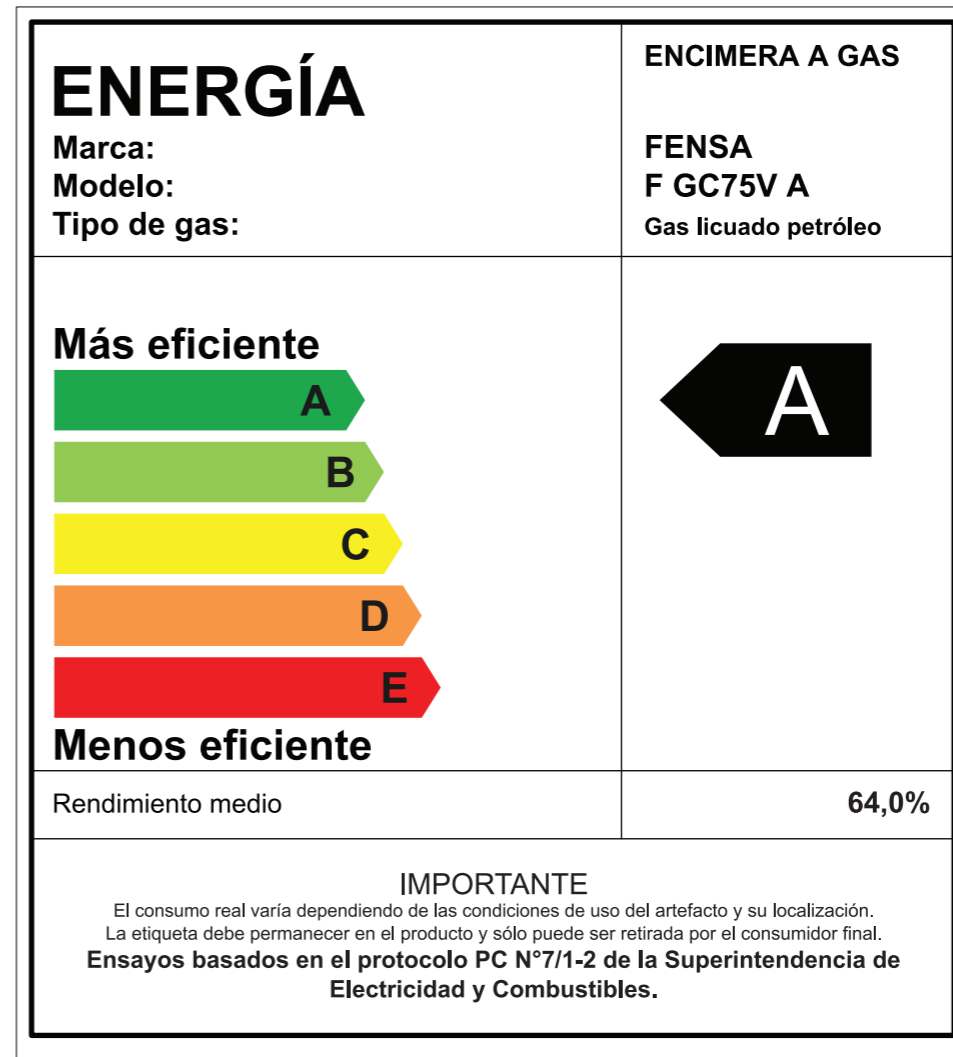 ENERGÍA
ENCIMERA A GAS
Marca:
FENSA
Modelo:
F GC75V A
Tipo de gas:
Gas licuado petróleo
Más eficiente
A
A
B
C
D
E
Menos eficiente
Rendimiento medio
64,0%
IMPORTANTE
El consumo real varía dependiendo de las condiciones de uso del artefacto y su localización.
La etiqueta debe permanecer en el producto y sólo puede ser retirada por el consumidor final.
Ensayos basados en el protocolo PC N°7/1-2 de la Superintendencia de
Electricidad y Combustibles.